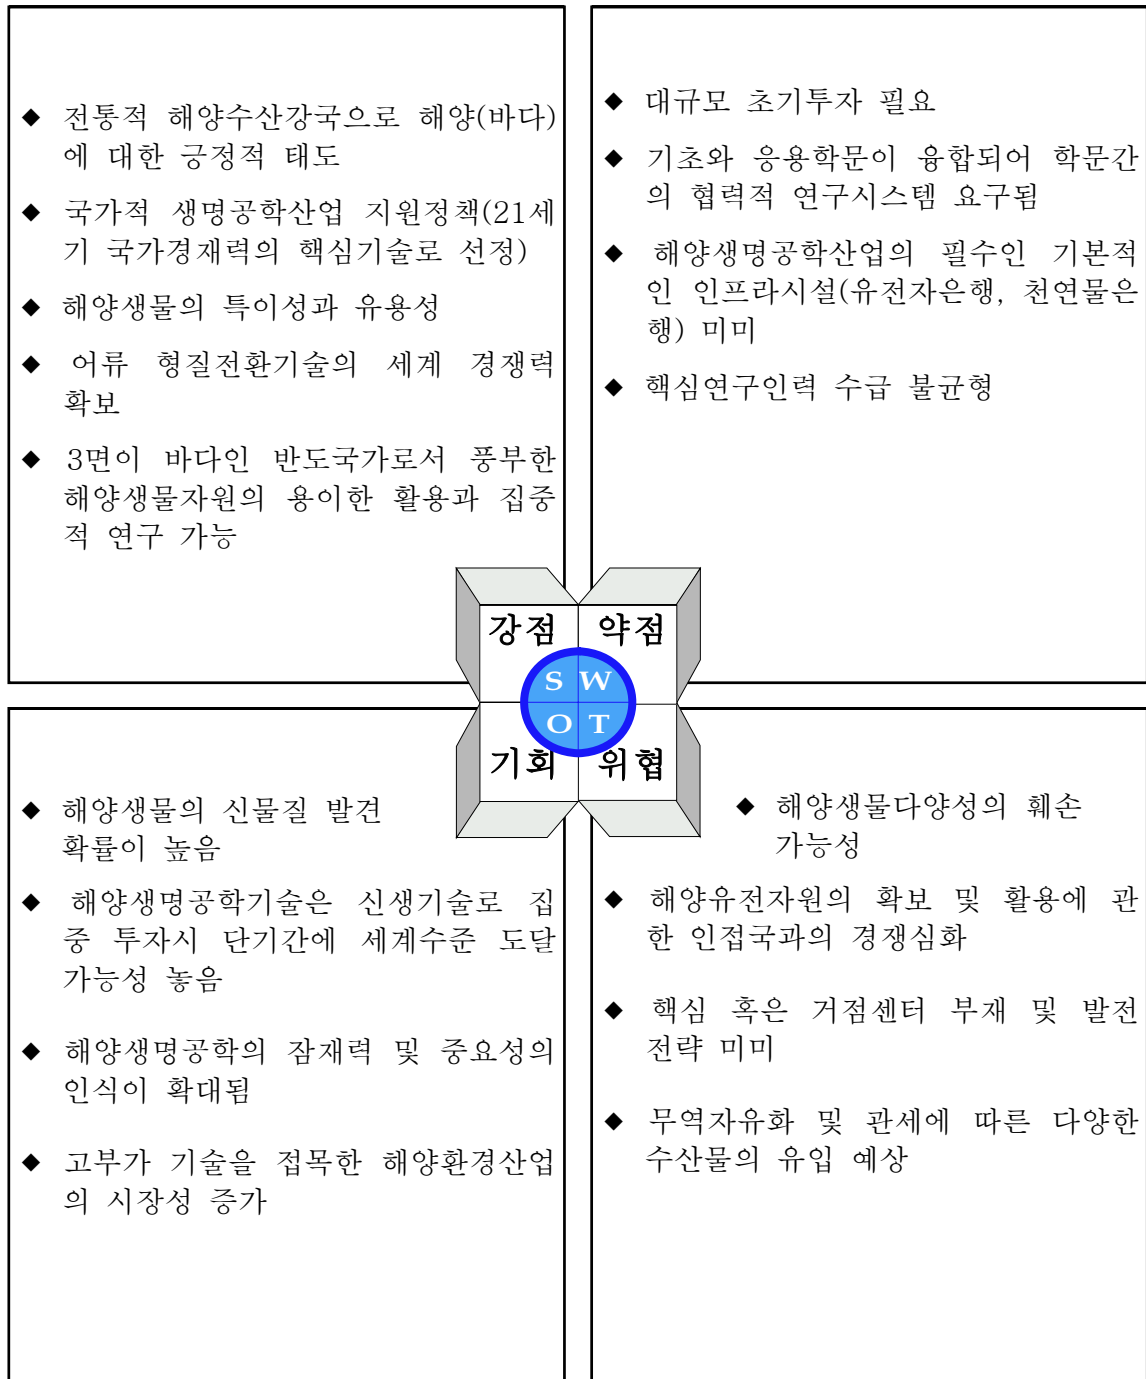 ◆ 전통적 해양수산강국으로 해양(바다)
에 대한 긍정적 태도
◆ 국가적 생명공학산업 지원정책(21세
기 국가경재력의 핵심기술로 선정)
◆ 해양생물의 특이성과 유용성
◆ 어류 형질전환기술의 세계 경쟁력
확보
◆ 3면이 바다인 반도국가로서 풍부한
해양생물자원의 용이한 활용과 집중
적 연구 가능
◆ 대규모 초기투자 필요
◆ 기초와 응용학문이 융합되어 학문간
의 협력적 연구시스템 요구됨
◆ 해양생명공학산업의 필수인 기본적
인 인프라시설(유전자은행, 천연물은
행) 미미
◆ 핵심연구인력 수급 불균형
강점 약점
S W
O T
기회 위협
◆ 해양생물의 신물질 발견
확률이 높음
◆ 해양생명공학기술은 신생기술로 집
중 투자시 단기간에 세계수준 도달
가능성 놓음
◆ 해양생명공학의 잠재력 및 중요성의
인식이 확대됨
◆ 고부가 기술을 접목한 해양환경산업
의 시장성 증가
◆ 해양생물다양성의 훼손
가능성
◆ 해양유전자원의 확보 및 활용에 관
한 인접국과의 경쟁심화
◆ 핵심 혹은 거점센터 부재 및 발전
전략 미미
◆ 무역자유화 및 관세에 따른 다양한
수산물의 유입 예상